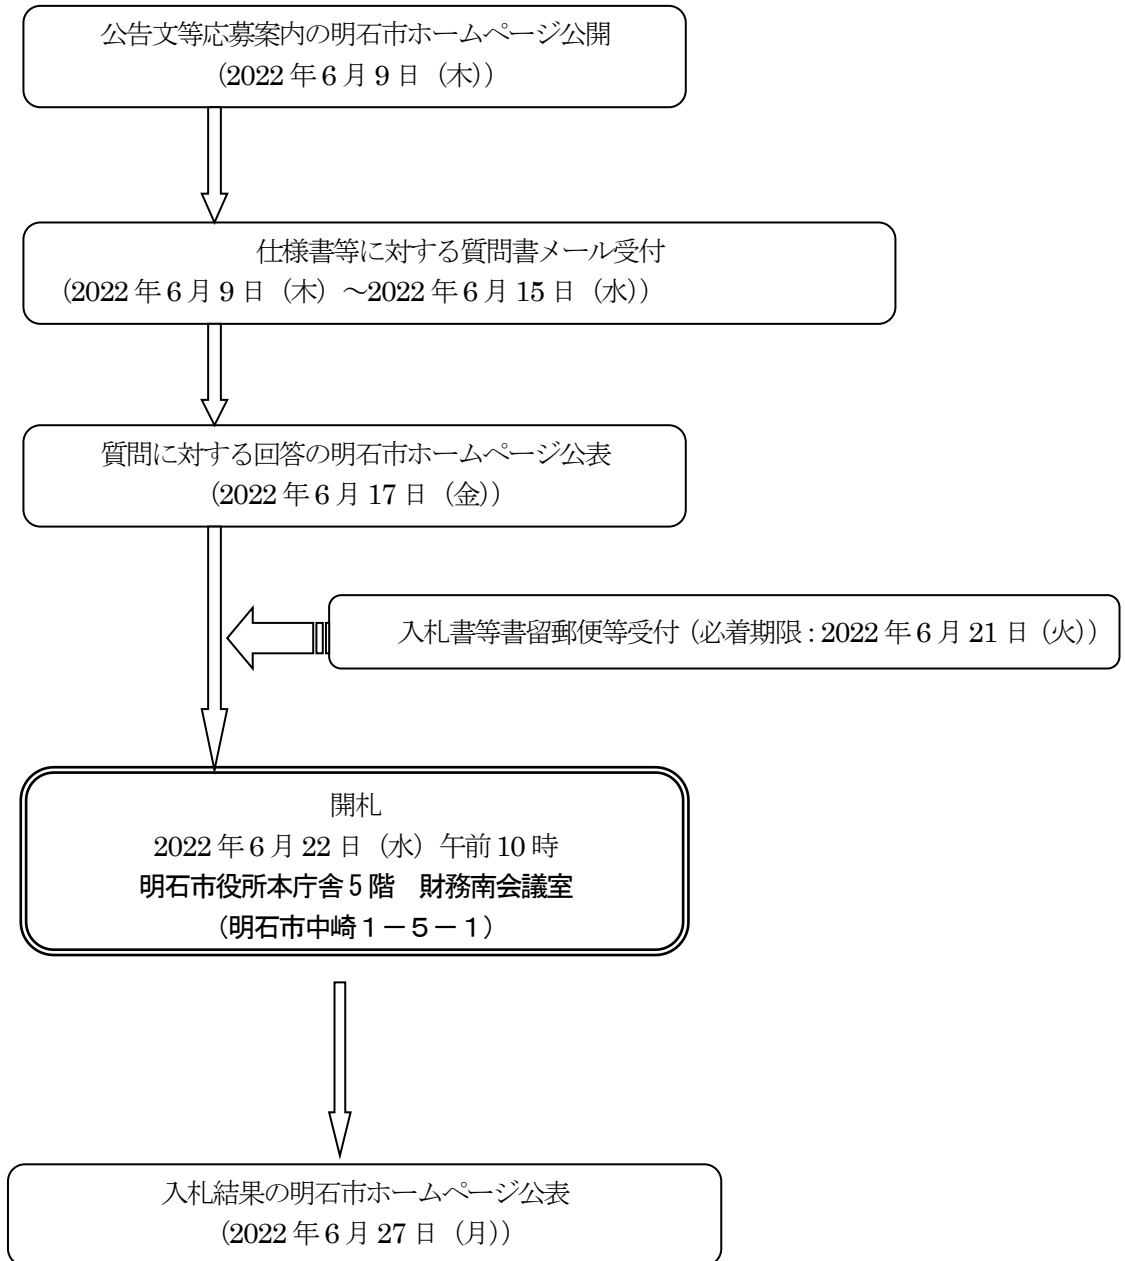 公告文等応募案内の明石市ホームページ公開
（2022年6月9日（木））
仕様書等に対する質問書メール受付
（2022年6月9日（木）～2022年6月15日（水））
質問に対する回答の明石市ホームページ公表
（2022年6月17日（金））
入札書等書留郵便等受付（必着期限：2022年6月21日（火））
開札
2022年6月22日（水）午前10時
明石市役所本庁舎5階　財務南会議室
（明石市中崎１－５－１）
入札結果の明石市ホームページ公表
（2022年6月27日（月））